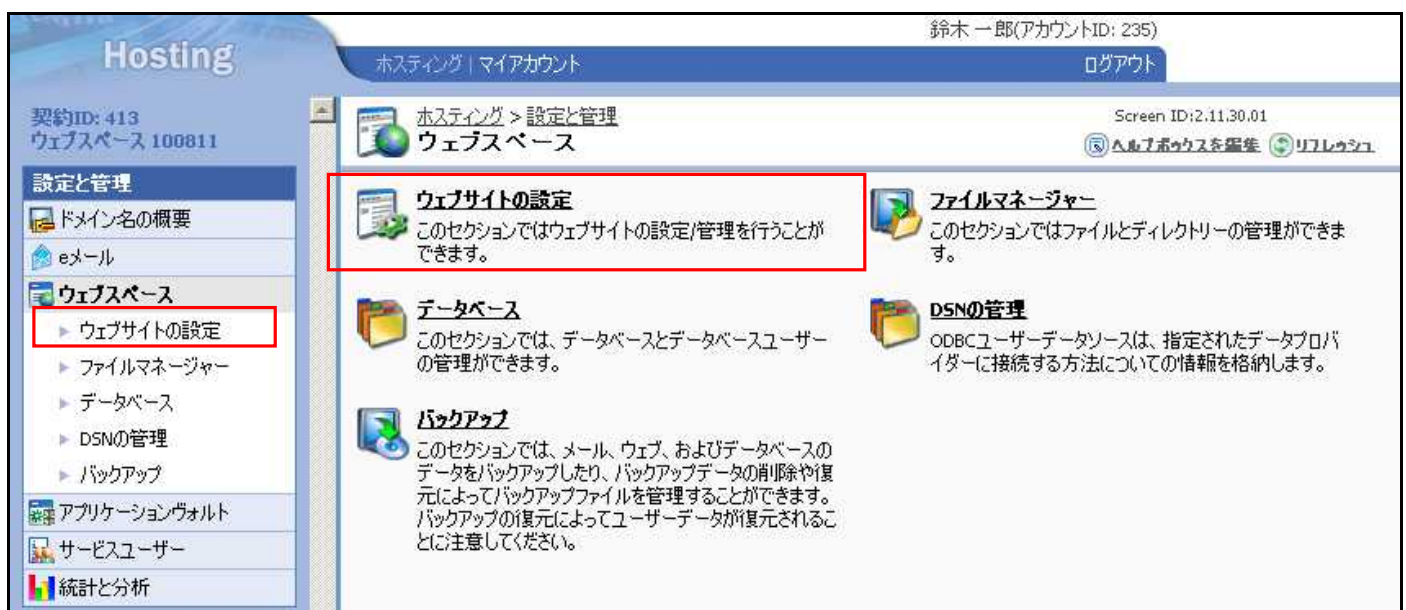 鈴木 一郎(アカウントID: 235)
Hosting
ホスティング | マイアカウント
ログアウト
契約ID: 413
ウェブスペース 100811
設定と管理
ドメイン名の概要
eメール
ウェブスペース
ウェブサイトの設定
ファイルマネージャー
データベース
DSNの管理
バックアップ
アプリケーションヴォルト
サービスユーザー
統計と分析
ホスティング > 設定と管理
ウェブスペース
Screen ID:2.11.30.01
ヘルプボックスを編集 リフレッシュ
ウェブサイトの設定
このセクションではウェブサイトの設定/管理を行うことが
できます。
ファイルマネージャー
このセクションではファイルとディレクトリーの管理ができま
す。
データベース
このセクションでは、データベースとデータベースユーザー
の管理ができます。
DSNの管理
ODBCユーザーデータソースは、指定されたデータプロバ
イダーに接続する方法についての情報を格納します。
バックアップ
このセクションでは、メール、ウェブ、およびデータベースの
データをバックアップしたり、バックアップデータの削除や復
元によってバックアップファイルを管理することができます。
バックアップの復元によってユーザーデータが復元されるこ
とに注意してください。